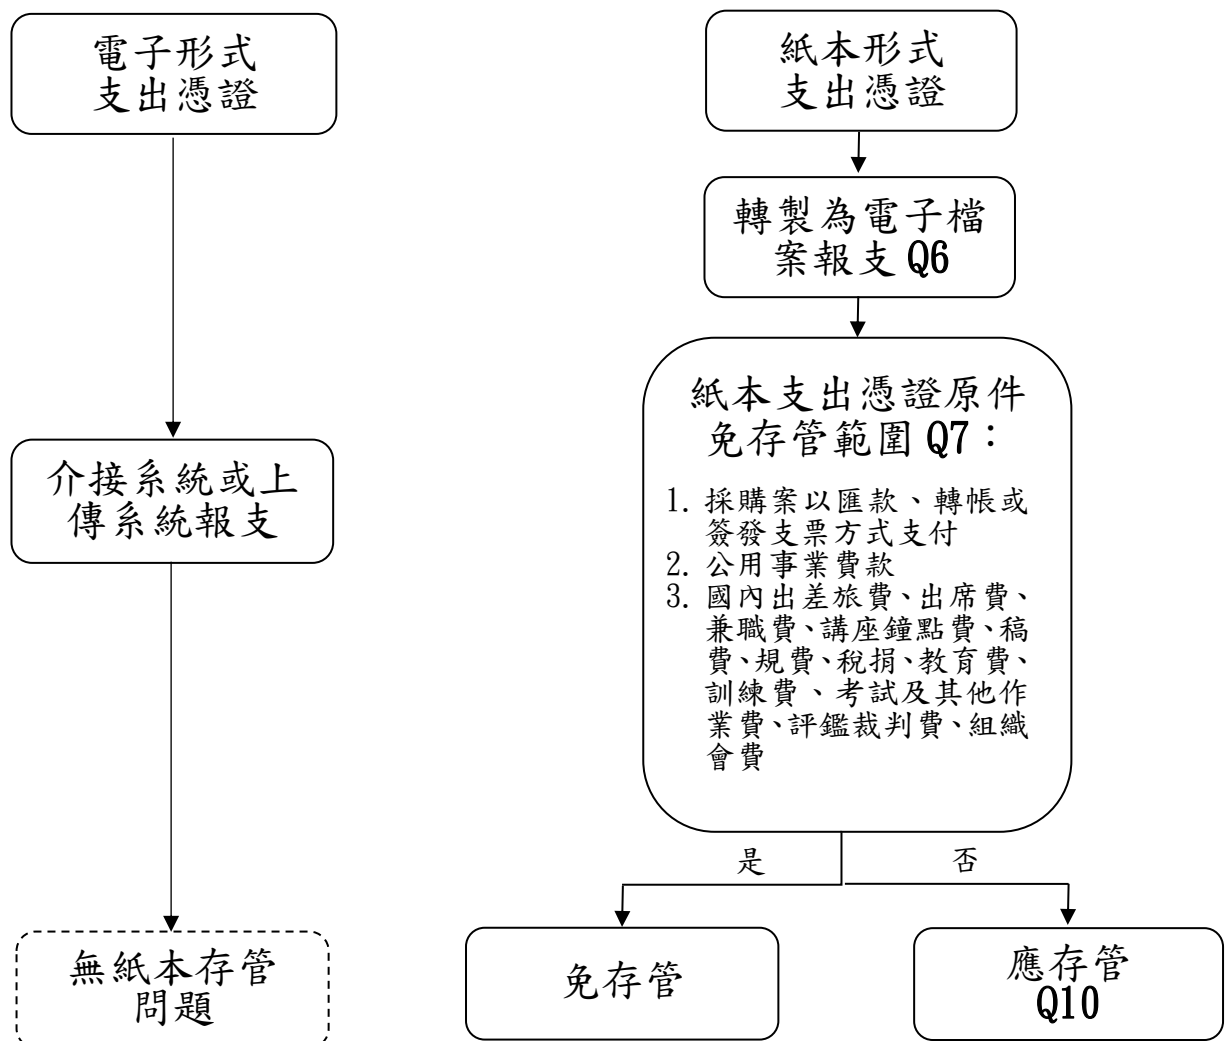 電子形式
支出憑證
介接系統或上
傳系統報支
無紙本存管
問題
紙本形式
支出憑證
轉製為電子檔
案報支 Q6
紙本支出憑證原件
免存管範圍 Q7：
1. 採購案以匯款、轉帳或
簽發支票方式支付
2. 公用事業費款
3. 國內出差旅費、出席費、
兼職費、講座鐘點費、稿
費、規費、稅捐、教育費、
訓練費、考試及其他作
業費、評鑑裁判費、組織
會費
是
否
免存管
應存管
Q10